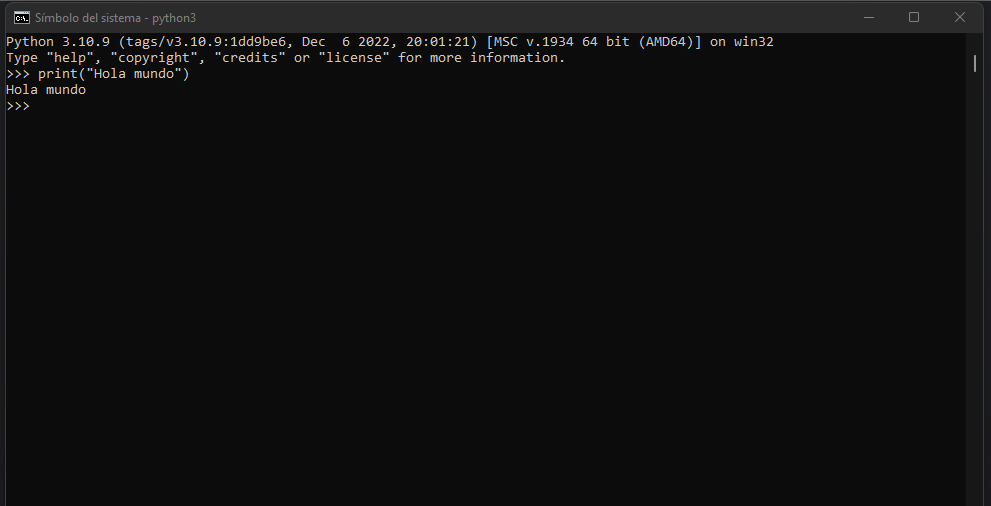 Símbolo del sistema - python3
Python 3.10.9 (tags/v3.10.9:1dd9be6, Dec  6 2022, 20:01:21) [MSC v.1934 64 bit (AMD64)] on win32
Type "help", "copyright", "credits" or "license" for more information.
>>> print("Hola mundo")
Hola mundo
>>>